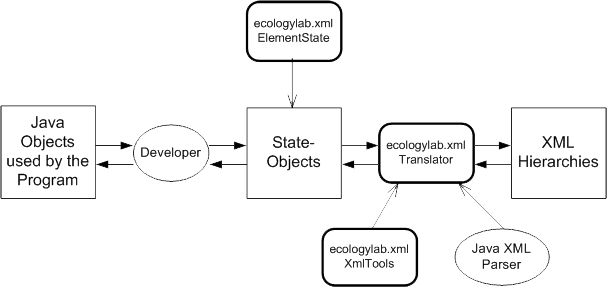 ecologylab.xml
ElementState
Java
Objects
used by the
Program
Developer
State-
Objects
ecologylab.xml
Translator
XML
Hierarchies
ecologylab.xml
XmlTools
Java XML
Parser